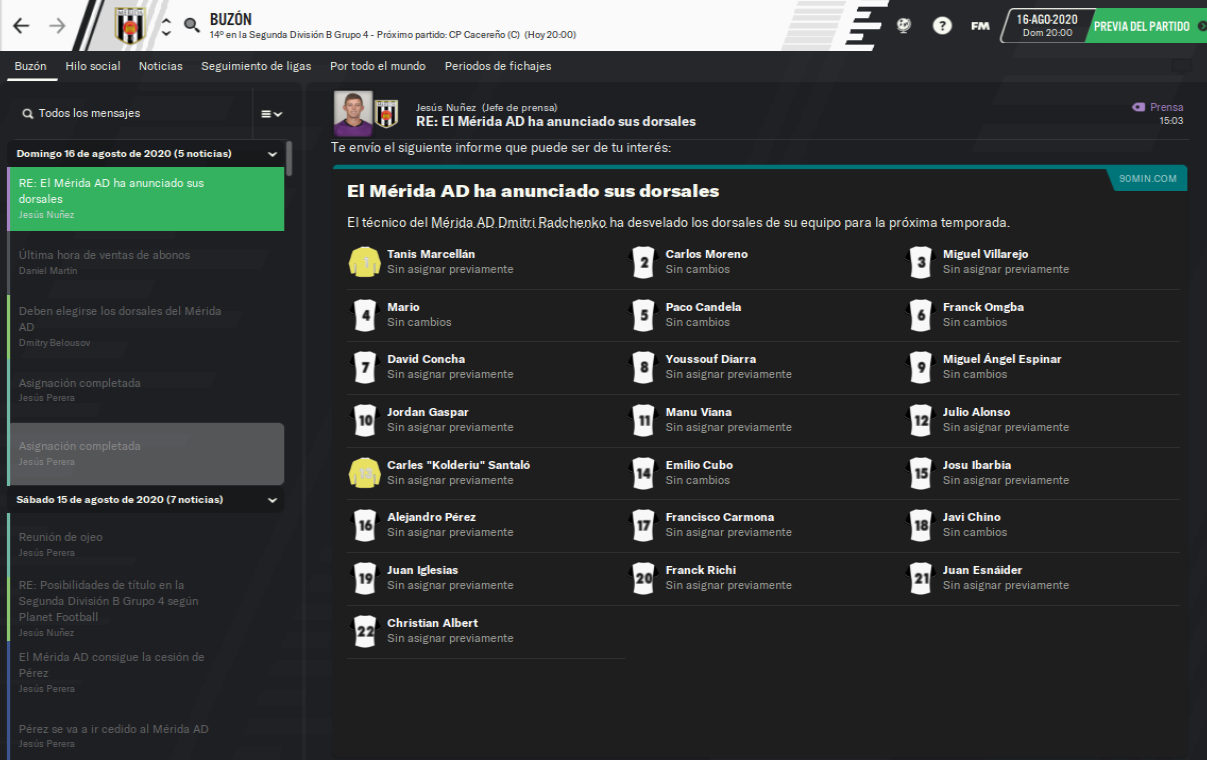 BUZÓN
14º en la Segunda División B Grupo 4 - Próximo partido: CP Cacereño (C) (Hoy 20:00)
?
FM
16-AGO-2020
Dom 20:00
PREVIA DEL PARTIDO
Buzón Hilo social Noticias Seguimiento de ligas Por todo el mundo Periodos de fichajes
Todos los mensajes
Domingo 16 de agosto de 2020 (5 noticias)
RE: El Mérida AD ha anunciado sus
dorsales
Jesús Nuñez
Última hora de ventas de abonos
Daniel Martín
Deben elegirse los dorsales del Mérida
AD
Dmitry Belousov
Asignación completada
Jesús Perera
Asignación completada
Jesús Perera
Sábado 15 de agosto de 2020 (7 noticias)
Reunión de ojeo
Jesús Perera
RE: Posibilidades de título en la
Segunda División B Grupo 4 según
Planet Football
Jesús Nuñez
El Mérida AD consigue la cesión de
Pérez
Jesús Perera
Pérez se va a ir cedido al Mérida AD
Jesús Perera
Jesús Nuñez (Jefe de prensa)
RE: El Mérida AD ha anunciado sus dorsales
Prensa
15:03
Te envío el siguiente informe que puede ser de tu interés:
90MIN.COM
El Mérida AD ha anunciado sus dorsales
El técnico del Mérida AD Dmitri Radchenko ha desvelado los dorsales de su equipo para la próxima temporada.
1 Tanis Marcellán
Sin asignar previamente
2 Carlos Moreno
Sin cambios
3 Miguel Villarejo
Sin asignar previamente
4 Mario
Sin cambios
5 Paco Candela
Sin cambios
6 Franck Omgba
Sin cambios
7 David Concha
Sin asignar previamente
8 Youssouf Diarra
Sin asignar previamente
9 Miguel Ángel Espinar
Sin cambios
10 Jordan Gaspar
Sin asignar previamente
11 Manu Viana
Sin asignar previamente
12 Julio Alonso
Sin asignar previamente
13 Carles "Kolderiu" Santaló
Sin asignar previamente
14 Emilio Cubo
Sin cambios
15 Josu Ibarbia
Sin asignar previamente
16 Alejandro Pérez
Sin asignar previamente
17 Francisco Carmona
Sin asignar previamente
18 Javi Chino
Sin cambios
19 Juan Iglesias
Sin asignar previamente
20 Franck Richi
Sin asignar previamente
21 Juan Esnáider
Sin asignar previamente
22 Christian Albert
Sin asignar previamente